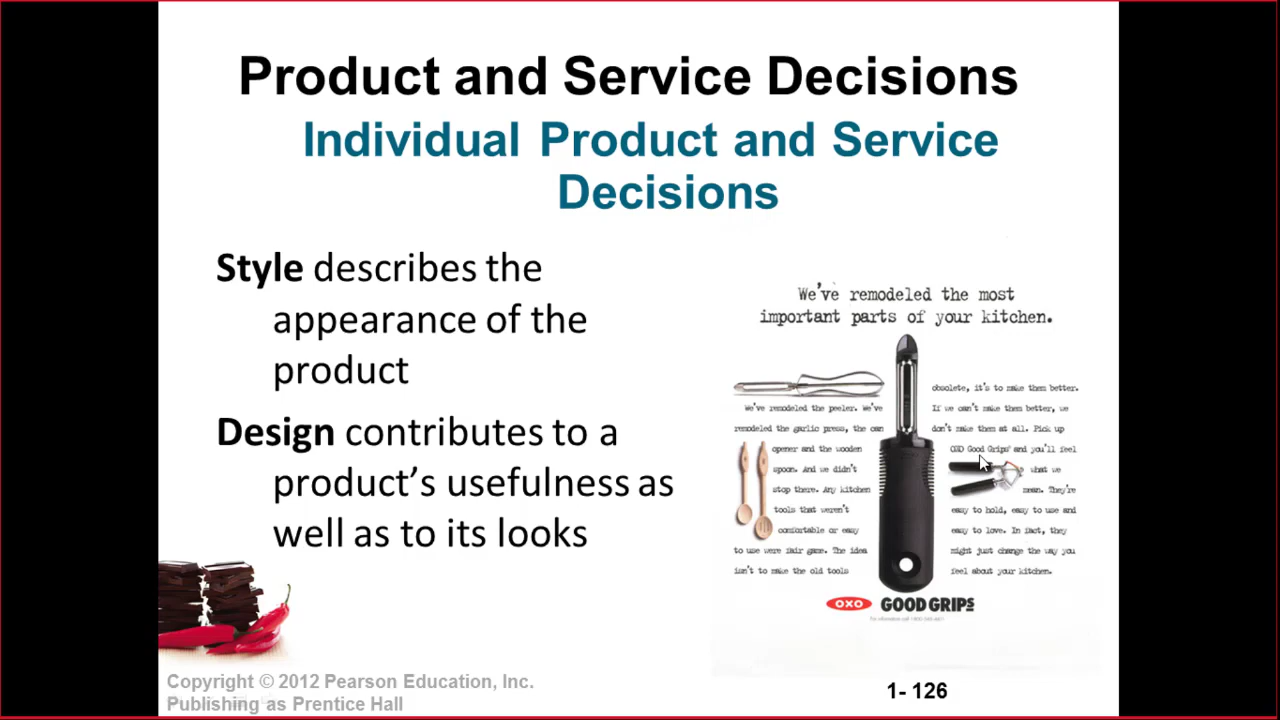 Product and Service Decisions
Individual Product and Service
Decisions
Style describes the
appearance of the
product
Design contributes to a
product's usefulness as
well as to its looks
We've remodeled the most
important parts of your kitchen.
We've remodeled the peeler. We've
remodeled the garlic press, the can
opener and the wooden
spoon. And we didn't
stop there. Any kitchen
tools that weren't
comfortable or easy
to use were fair game. The idea
isn't to make the old tools
obsolete, it's to make them better.
If we can't make them better, we
don't make them at all. Pick up
OXO Good Grips® and you'll feel
what we
mean. They're
easy to hold, easy to use and
easy to love. In fact, they
might just change the way you
feel about your kitchen.
OXO GOOD GRIPS
Copyright © 2012 Pearson Education, Inc.
Publishing as Prentice Hall
1- 126